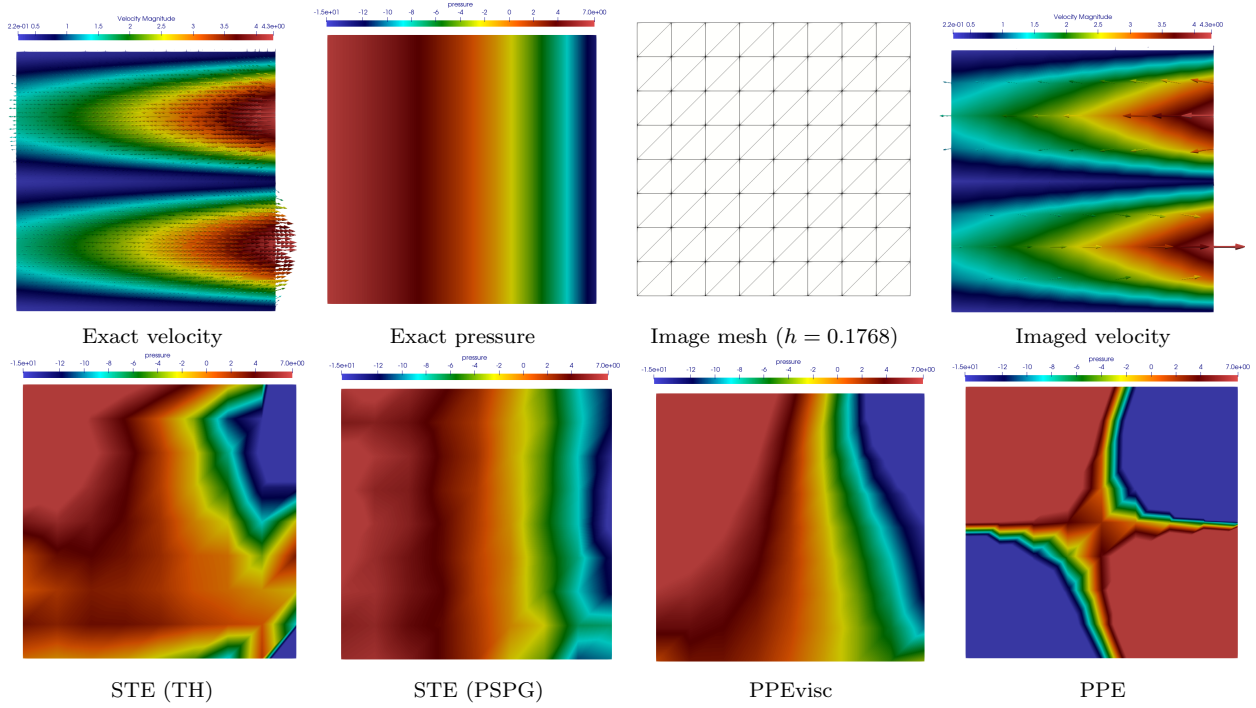 Velocity Magnitude
2.2e-01 0.5 1 1.5 2 2.5 3 3.5 4 4.3e+00
pressure
-1.5e+01 -12 -10 -8 -6 -4 -2 0 2 4 7.0e+00
Velocity Magnitude
2.2e-01 0.5 1 1.5 2 2.5 3 3.5 4 4.3e+00
Exact velocity
Exact pressure
Image mesh (h = 0.1768)
Imaged velocity
pressure
-1.5e+01 -12 -10 -8 -6 -4 -2 0 2 4 7.0e+00
pressure
-1.5e+01 -12 -10 -8 -6 -4 -2 0 2 4 7.0e+00
pressure
-1.5e+01 -12 -10 -8 -6 -4 -2 0 2 4 7.0e+00
pressure
-1.5e+01 -12 -10 -8 -6 -4 -2 0 2 4 7.0e+00
STE (TH)
STE (PSPG)
PPEvisc
PPE